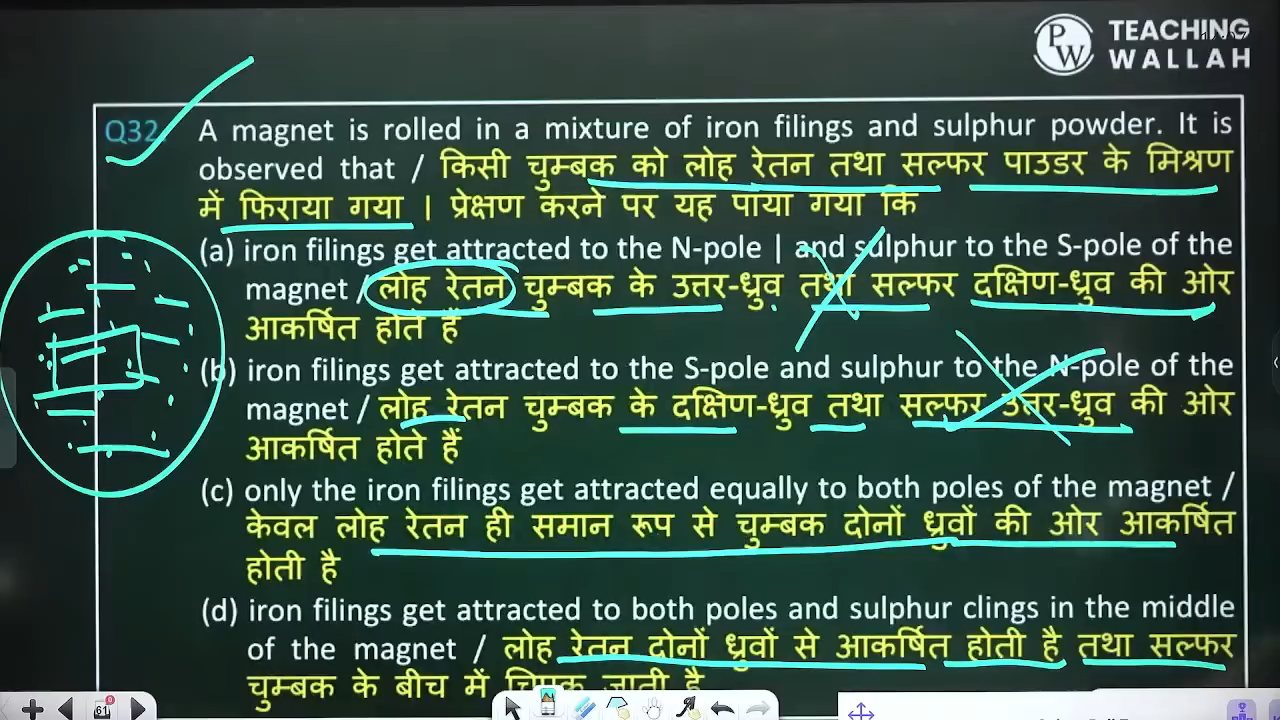 TEACHING
WALLAH
Q32. A magnet is rolled in a mixture of iron filings and sulphur powder. It is
observed that / किसी चुम्बक को लोह रेतन तथा सल्फर पाउडर के मिश्रण
में फिराया गया । प्रेक्षण करने पर यह पाया गया कि
(a) iron filings get attracted to the N-pole | and sulphur to the S-pole of the
magnet / लोह रेतन चुम्बक के उत्तर-ध्रुव तथा सल्फर दक्षिण-ध्रुव की ओर
आकर्षित होते हैं
(b) iron filings get attracted to the S-pole and sulphur to the N-pole of the
magnet / लोह रेतन चुम्बक के दक्षिण-ध्रुव तथा सल्फर उत्तर-ध्रुव की ओर
आकर्षित होते हैं
(c) only the iron filings get attracted equally to both poles of the magnet /
केवल लोह रेतन ही समान रूप से चुम्बक दोनों ध्रुवों की ओर आकर्षित
होती है
(d) iron filings get attracted to both poles and sulphur clings in the middle
of the magnet / लोह रेतन दोनों ध्रुवों से आकर्षित होती है तथा सल्फर
चुम्बक के बीच में चिपक जाती है
61